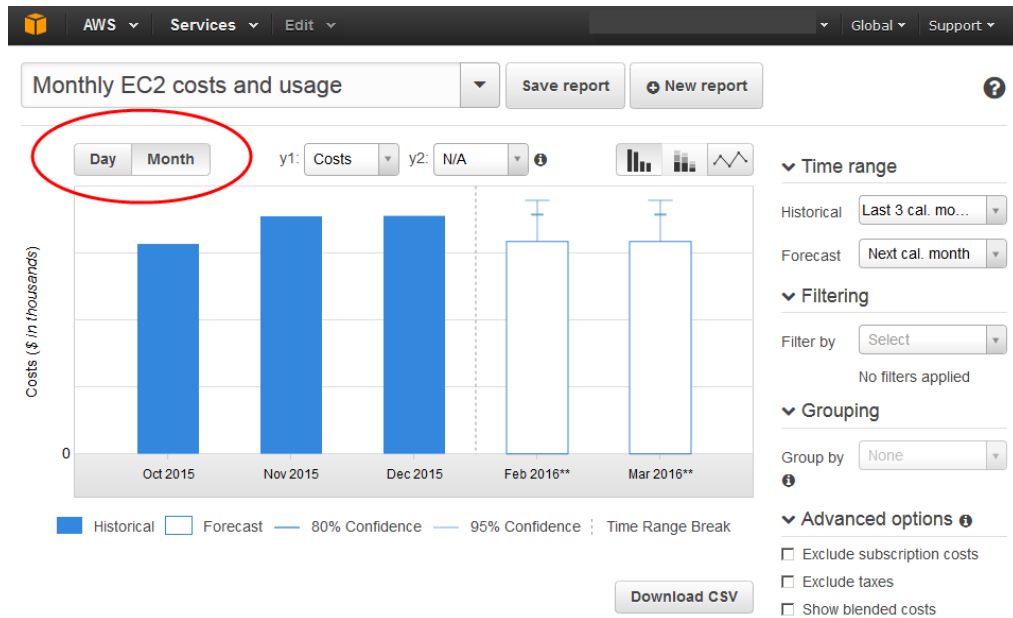 AWS Services Edit Global Support
Monthly EC2 costs and usage Save report New report
Day Month y1: Costs y2: N/A
Costs ($ in thousands)
0
Oct 2015 Nov 2015 Dec 2015 Feb 2016** Mar 2016**
Historical Forecast 80% Confidence 95% Confidence Time Range Break
Download CSV
Time range
Historical Last 3 cal. mo...
Forecast Next cal. month
Filtering
Filter by Select
No filters applied
Grouping
Group by None
Advanced options
Exclude subscription costs
Exclude taxes
Show blended costs